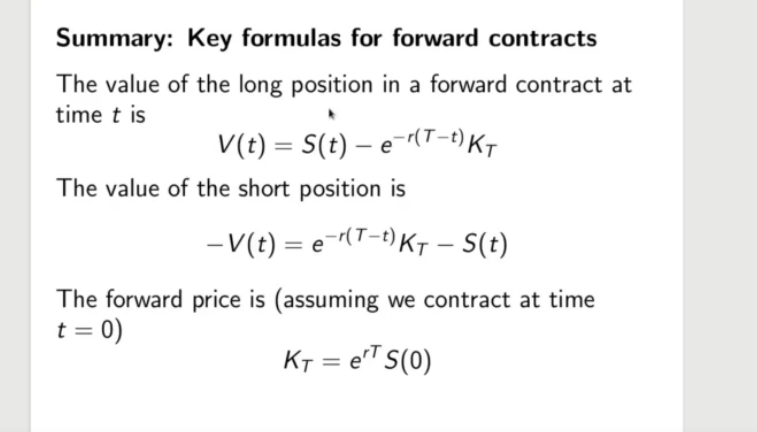 Summary: Key formulas for forward contracts
The value of the long position in a forward contract at
time t is
V(t) = S(t) − e^{−r(T−t)}K_T
The value of the short position is
−V(t) = e^{−r(T−t)}K_T − S(t)
The forward price is (assuming we contract at time
t = 0)
K_T = e^{rT}S(0)